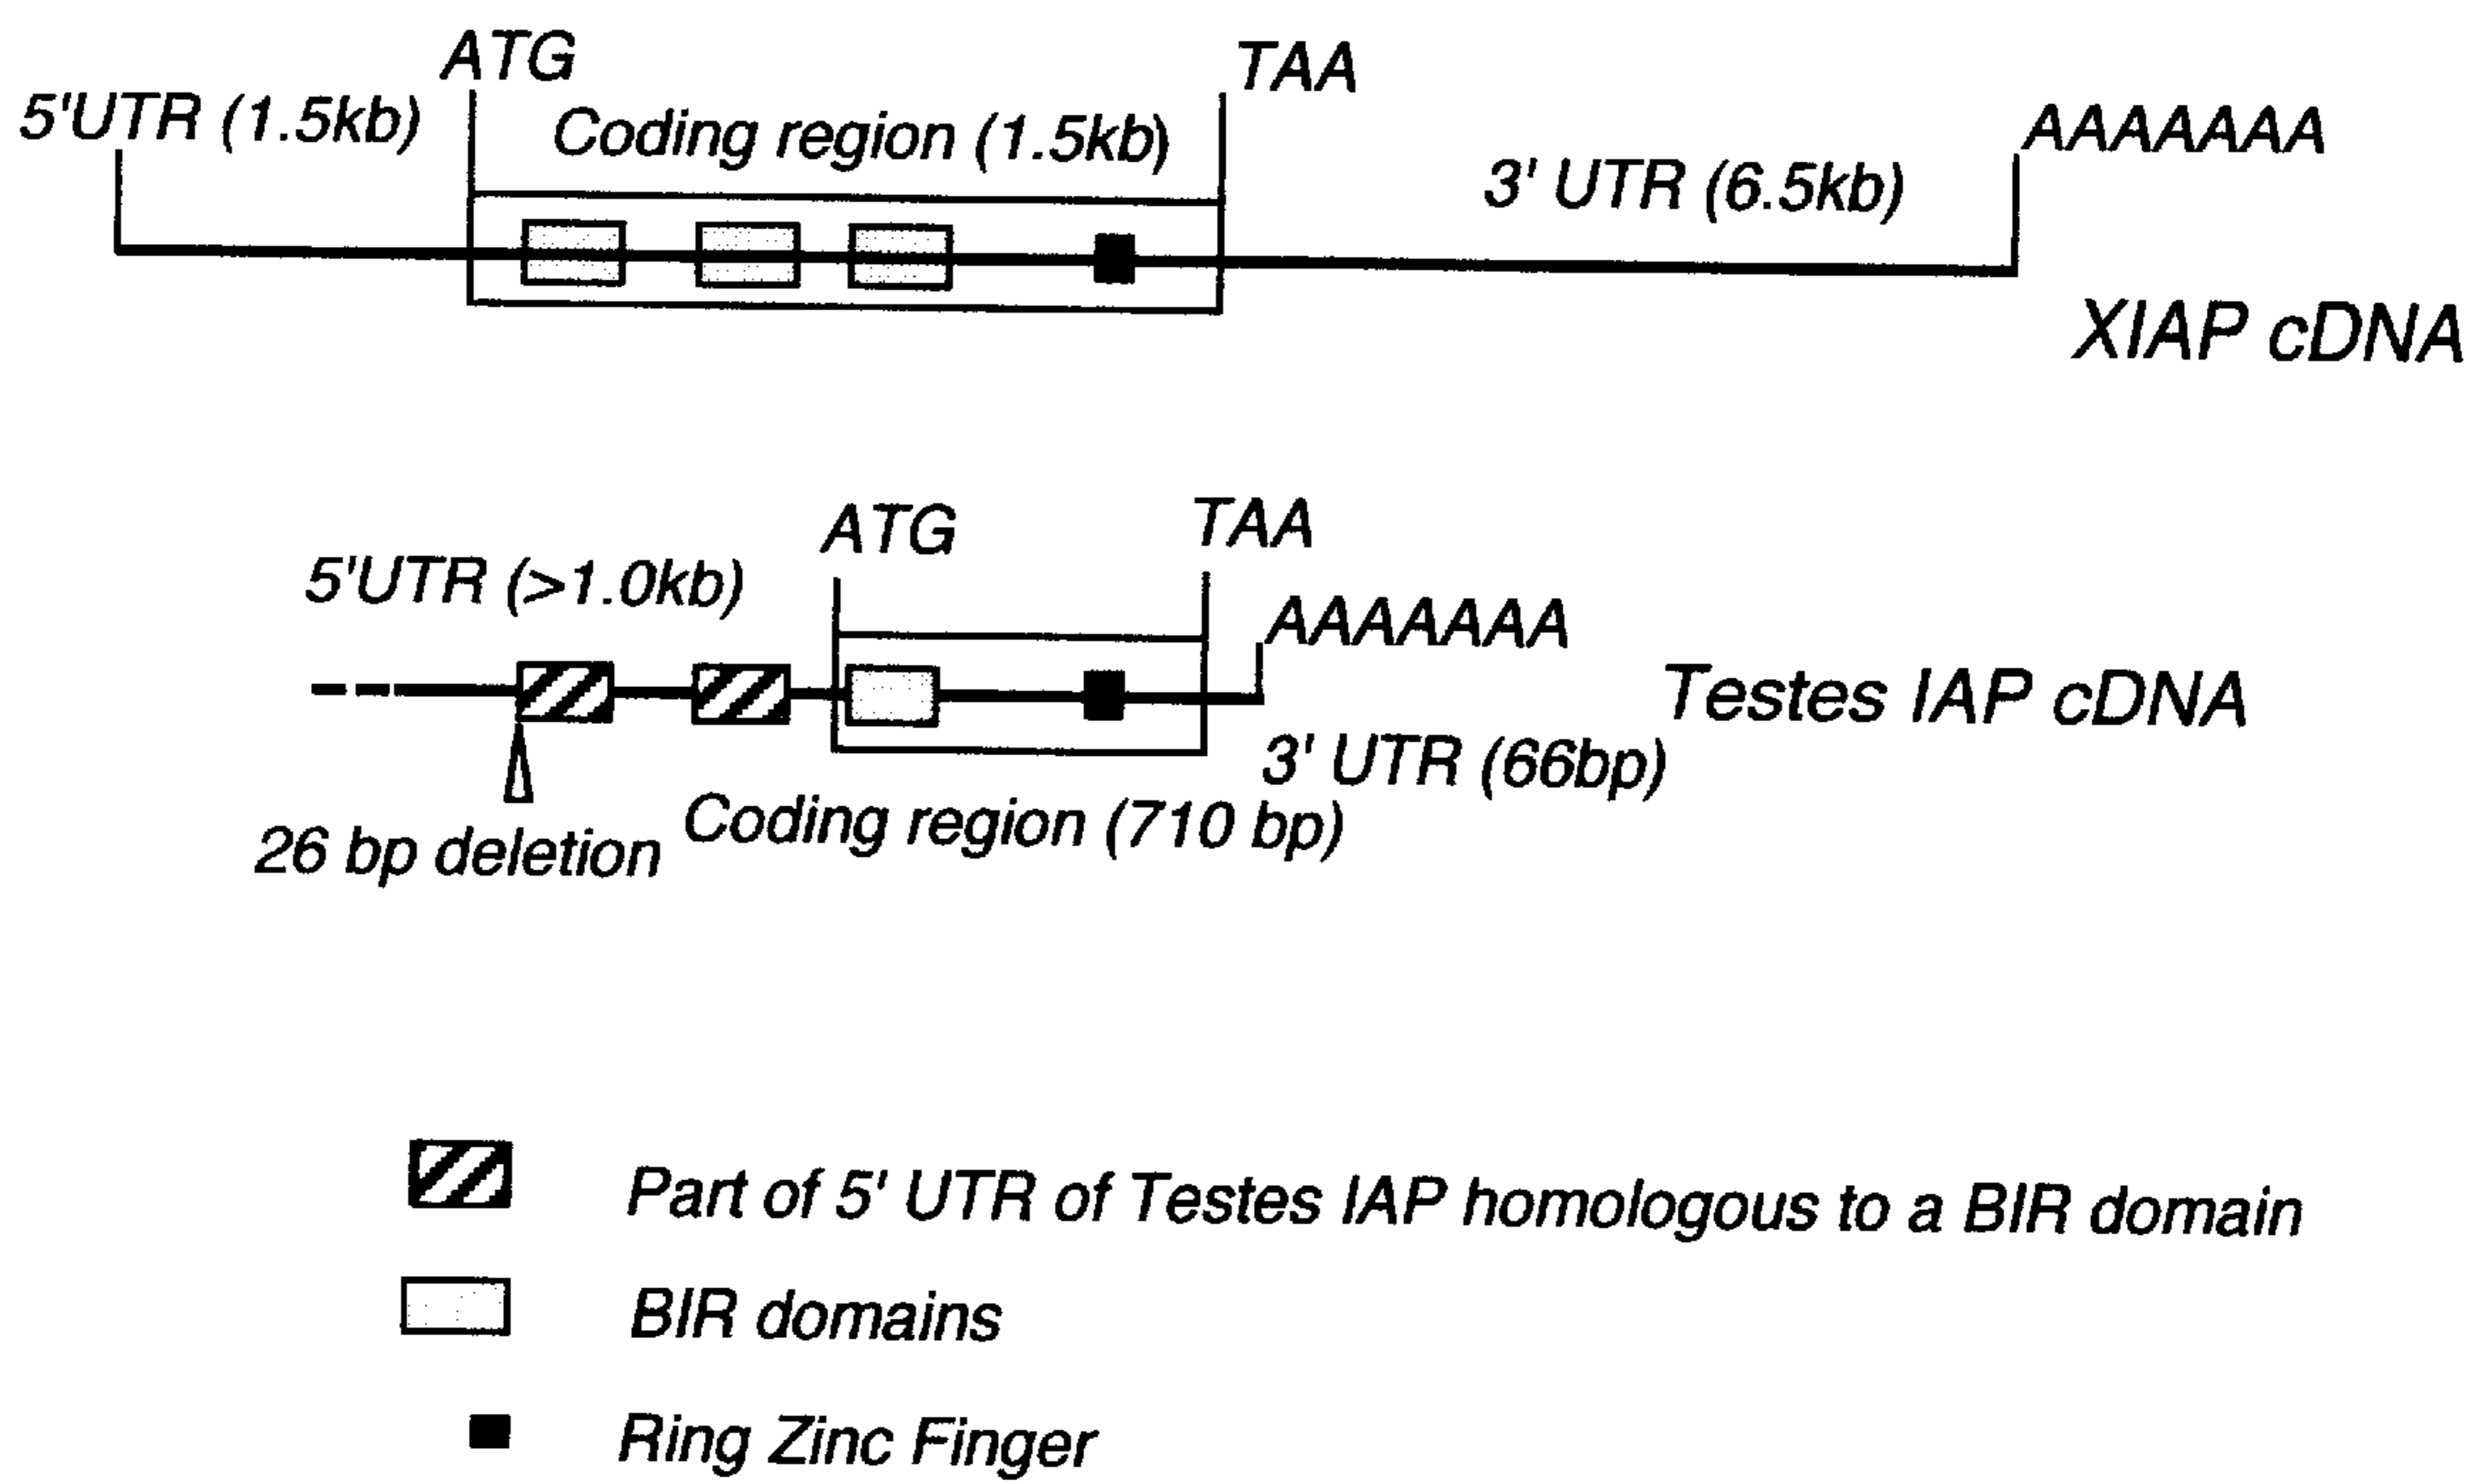 ATG
TAA
5'UTR (1.5kb)
Coding region (1.5kb)
AAAAAAA
3' UTR (6.5kb)
XIAP cDNA
ATG
TAA
5'UTR (>1.0kb)
AAAAAAA
Testes IAP cDNA
3' UTR (66bp)
Coding region (710 bp)
26 bp deletion
Part of 5' UTR of Testes IAP homologous to a BIR domain
BIR domains
Ring Zinc Finger